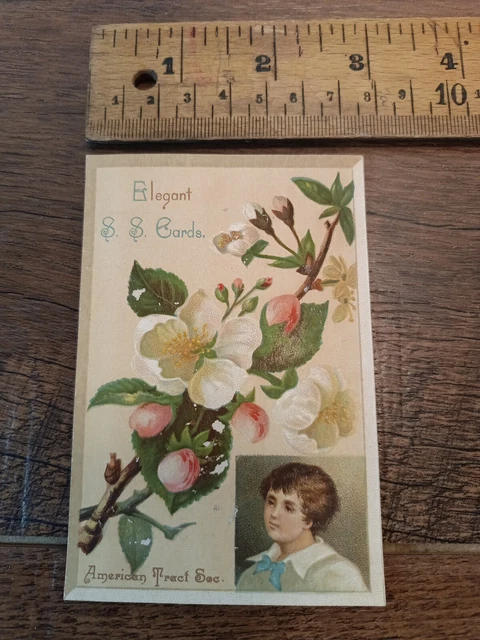 1 2 3 4
1 2 3 4 5 6 7 8 9 10
Elegant
S. S. Cards.
American Tract Soc.